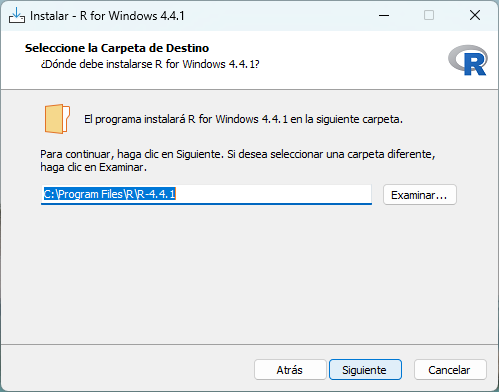 Instalar - R for Windows 4.4.1
Seleccione la Carpeta de Destino
¿Dónde debe instalarse R for Windows 4.4.1?
R
El programa instalará R for Windows 4.4.1 en la siguiente carpeta.
Para continuar, haga clic en Siguiente. Si desea seleccionar una carpeta diferente,
haga clic en Examinar.
C:\Program Files\R\R-4.4.1
Examinar...
Atrás
Siguiente
Cancelar